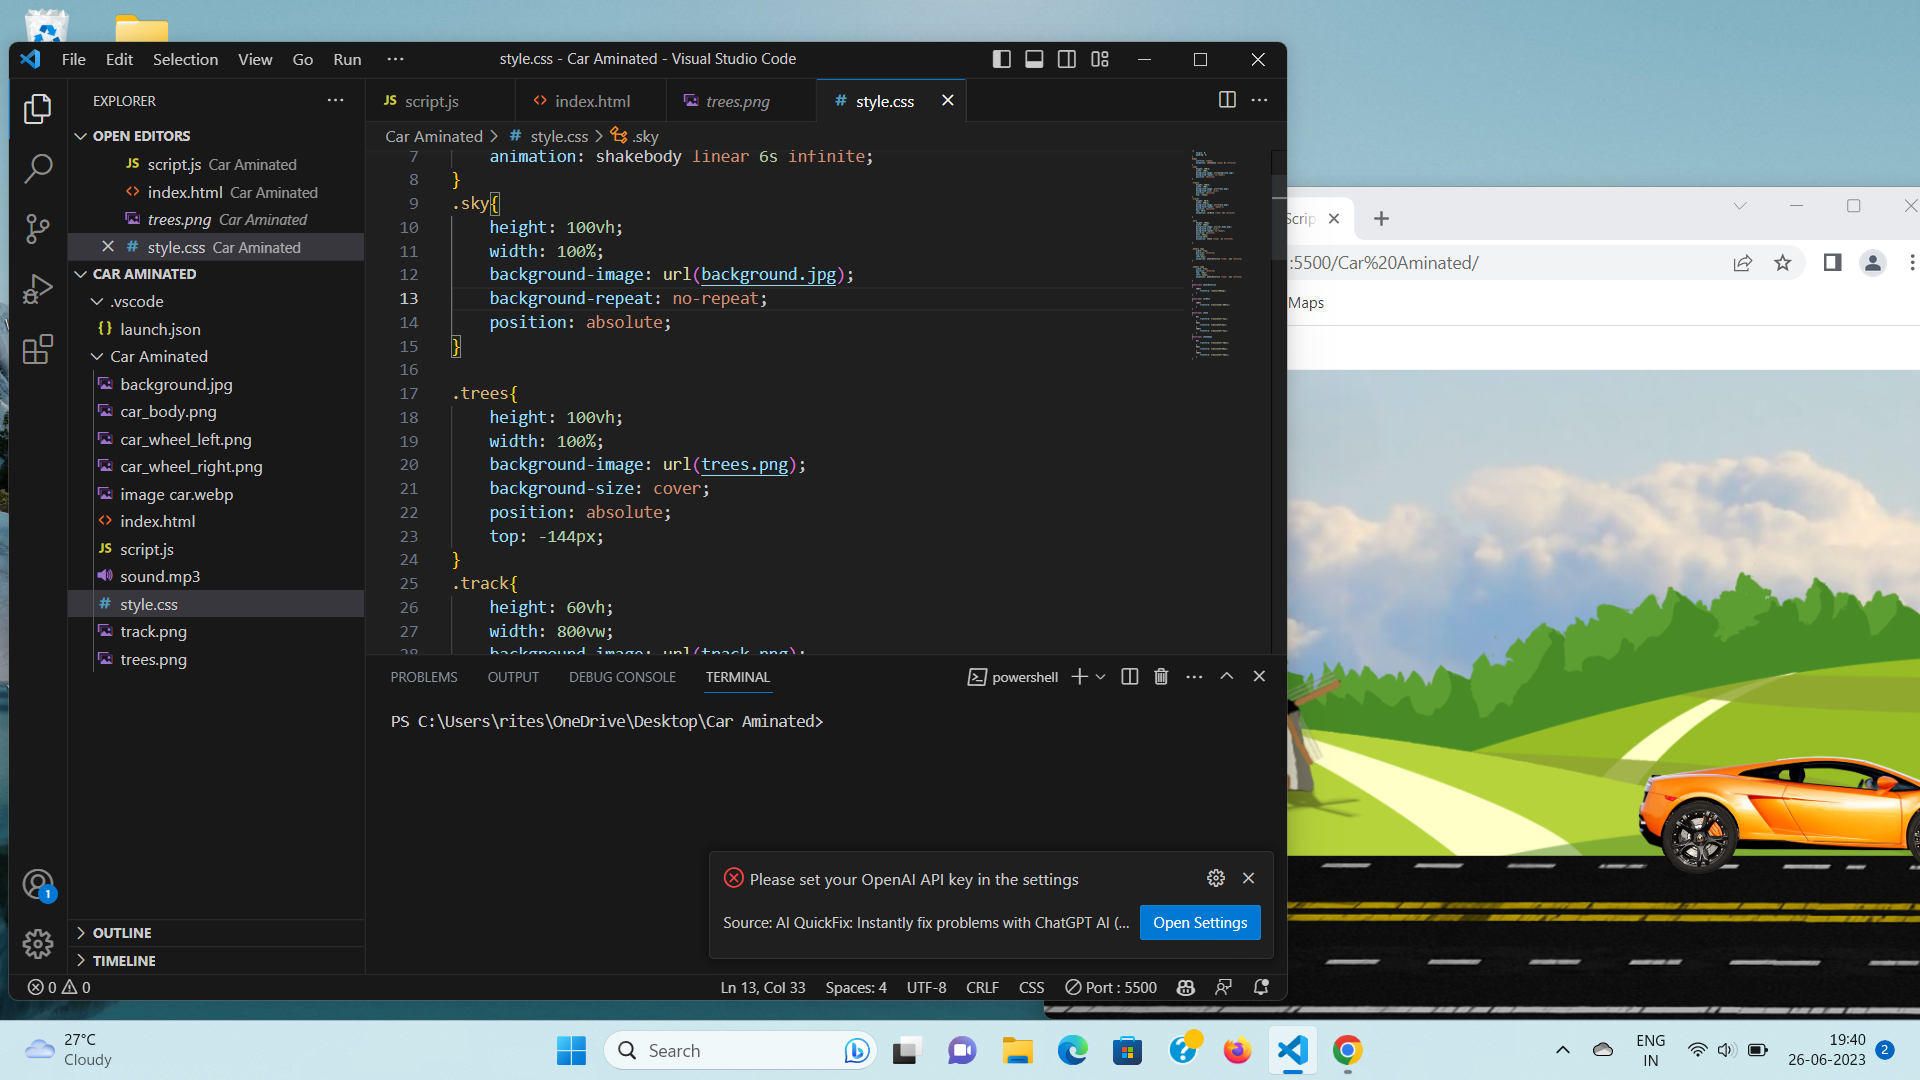 File Edit Selection View Go Run ···
style.css - Car Aminated - Visual Studio Code
EXPLORER
OPEN EDITORS
JS script.js Car Aminated
<> index.html Car Aminated
trees.png Car Aminated
# style.css Car Aminated
CAR AMINATED
.vscode
{} launch.json
Car Aminated
background.jpg
car_body.png
car_wheel_left.png
car_wheel_right.png
image car.webp
<> index.html
JS script.js
sound.mp3
# style.css
track.png
trees.png
OUTLINE
TIMELINE
1
JS script.js
<> index.html
trees.png
# style.css
Car Aminated > # style.css > .sky
7 animation: shakebody linear 6s infinite;
8 }
9 .sky{
10 height: 100vh;
11 width: 100%;
12 background-image: url(background.jpg);
13 background-repeat: no-repeat;
14 position: absolute;
15 }
16
17 .trees{
18 height: 100vh;
19 width: 100%;
20 background-image: url(trees.png);
21 background-size: cover;
22 position: absolute;
23 top: -144px;
24 }
25 .track{
26 height: 60vh;
27 width: 800vw;
28 background-image: url(track.png);
PROBLEMS OUTPUT DEBUG CONSOLE TERMINAL
powershell
PS C:\Users\rites\OneDrive\Desktop\Car Aminated>
Please set your OpenAI API key in the settings
Source: AI QuickFix: Instantly fix problems with ChatGPT AI (...
Open Settings
0 0
Ln 13, Col 33 Spaces: 4 UTF-8 CRLF CSS Port : 5500
Scrip
:5500/Car%20Aminated/
Maps
27°C
Cloudy
Search
ENG
IN
19:40
26-06-2023
2